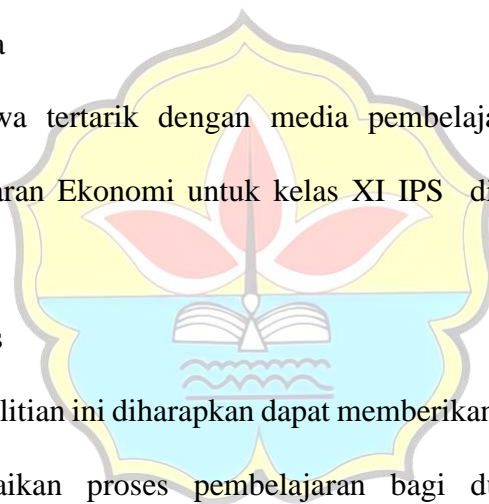 wa tertarik dengan media pembelaja
aran Ekonomi untuk kelas XI IPS di
litian ini diharapkan dapat memberikan
aikan proses pembelajaran bagi du